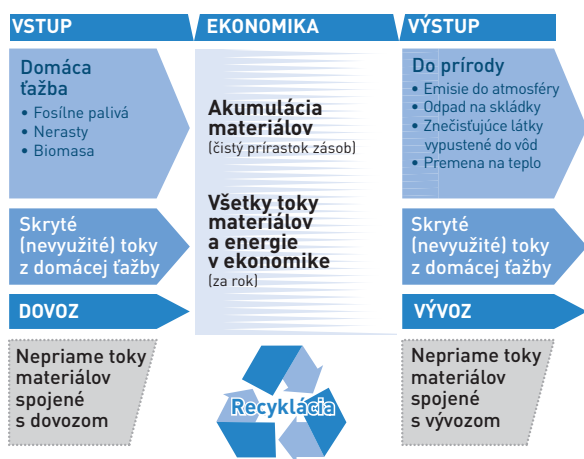 VSTUP
Domáca
ťažba
• Fosílne palivá
• Nerasty
• Biomasa
Skryté
(nevyužité) toky
z domácej ťažby
DOVOZ
Nepriame toky
materiálov
spojené
s dovozom
EKONOMIKA
Akumulácia
materiálov
(čistý prírastok zásob)
Všetky toky
materiálov
a energie
v ekonomike
(za rok)
Recyklácia
VÝSTUP
Do prírody
• Emisie do atmosféry
• Odpad na skládky
• Znečisťujúce látky
vypustené do vôd
• Premena na teplo
Skryté
(nevyužité) toky
z domácej ťažby
VÝVOZ
Nepriame toky
materiálov
spojené
s vývozom